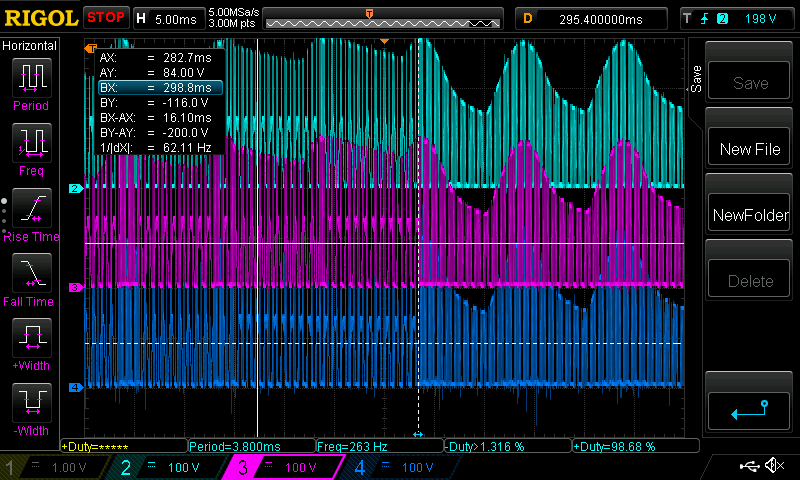 RIGOL STOP H 5.00ms 5.00MSa/s 3.00M pts T D 295.400000ms T 2 198 V
Horizontal
Period
Freq
Rise Time
Fall Time
+Width
-Width
T
AX: = 282.7ms
AY: = 84.00 V
BX: = 298.8ms
BY: = -116.0 V
BX-AX: = 16.10ms
BY-AY: = -200.0 V
1/|dX|: = 62.11 Hz
2
3
4
Save
Save
New File
NewFolder
Delete
+Duty=***** Period=3.800ms Freq=263 Hz -Duty=1.316 % +Duty=98.68 %
1 = 1.00 V 2 = 100 V 3 = 100 V 4 = 100 V